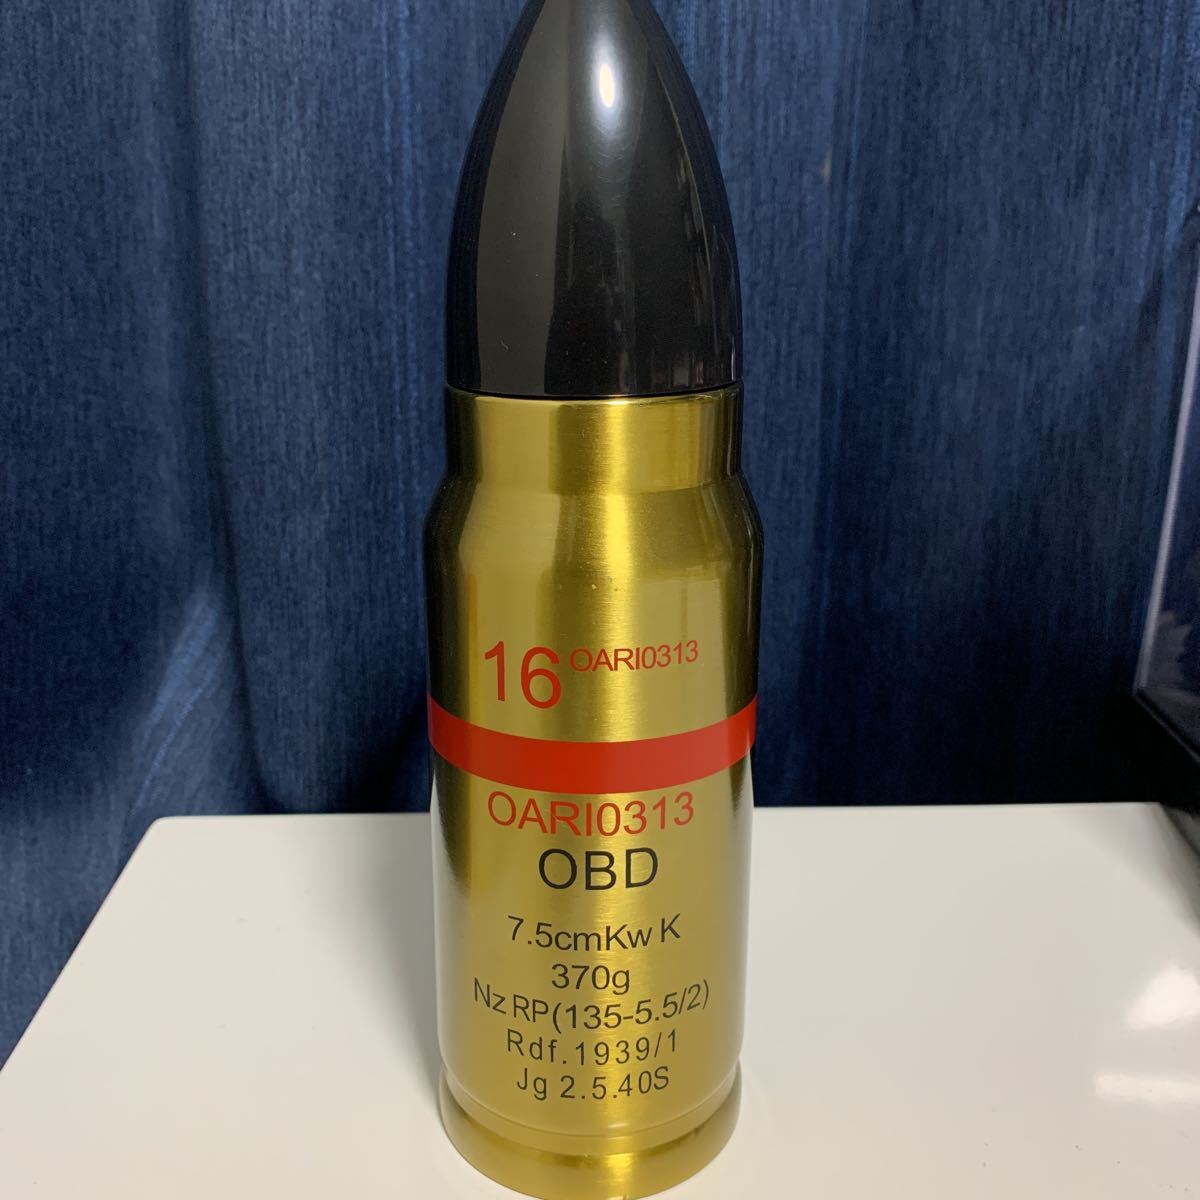 16 OARI0313
OARI0313
OBD
7.5cmKw K
370g
Nz RP(135-5.5/2)
Rdf.1939/1
Jg 2.5.40S